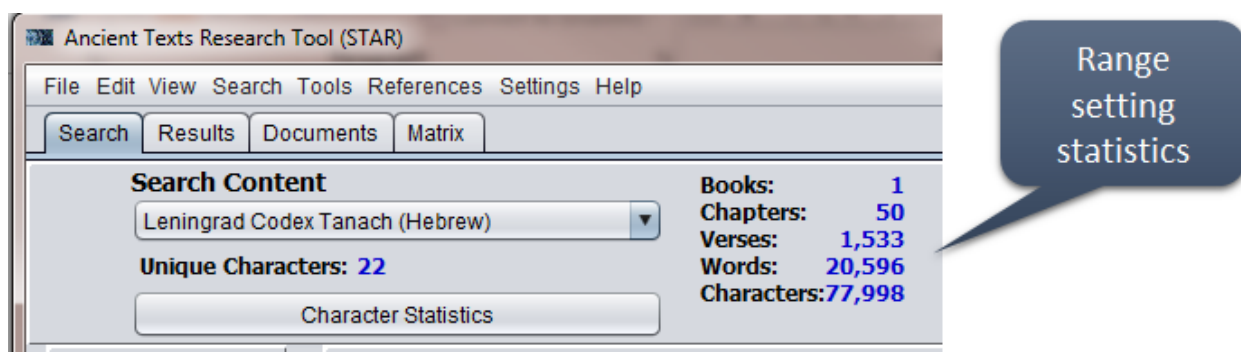 Ancient Texts Research Tool (STAR)
File Edit View Search Tools References Settings Help
Search Results Documents Matrix
Search Content
Leningrad Codex Tanach (Hebrew)
Unique Characters: 22
Character Statistics
Books: 1
Chapters: 50
Verses: 1,533
Words: 20,596
Characters:77,998
Range
setting
statistics